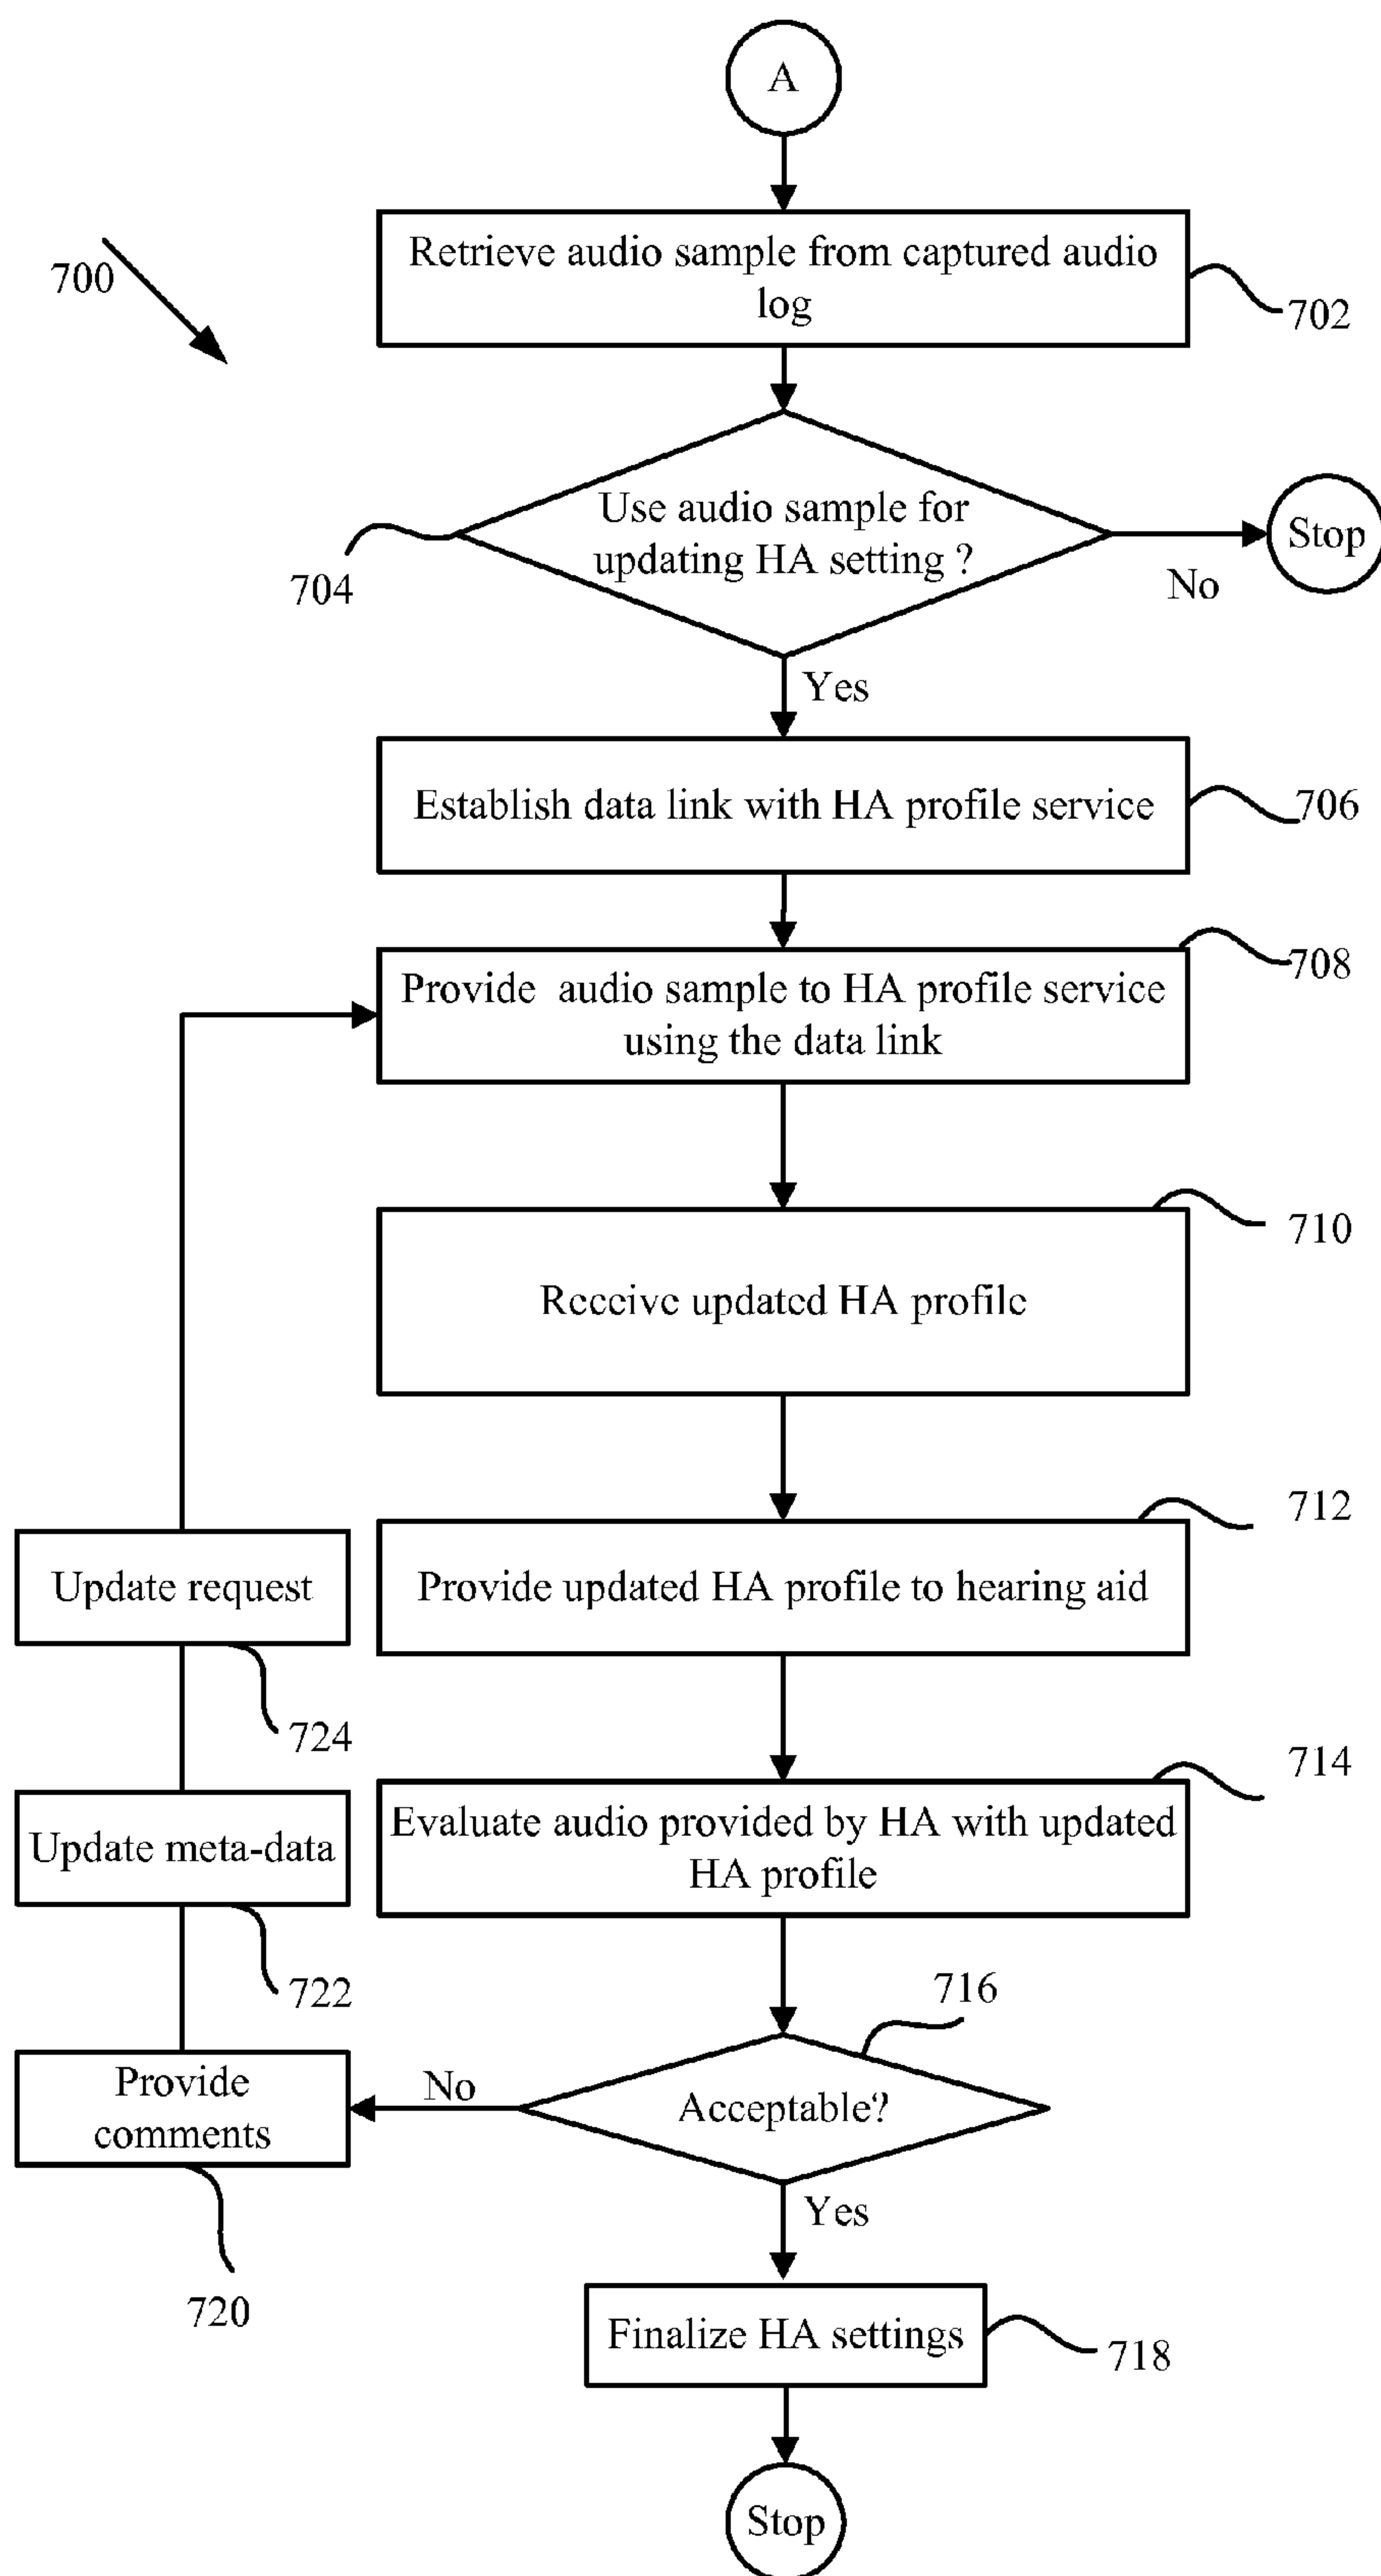 A
700
Retrieve audio sample from captured audio
log
702
Use audio sample for
updating HA setting ?
704
No
Stop
Yes
Establish data link with HA profile service
706
Provide audio sample to HA profile service
using the data link
708
Receive updated HA profile
710
Provide updated HA profile to hearing aid
712
Update request
724
Evaluate audio provided by HA with updated
HA profile
714
Update meta-data
722
Acceptable?
716
No
Provide
comments
720
Yes
Finalize HA settings
718
Stop